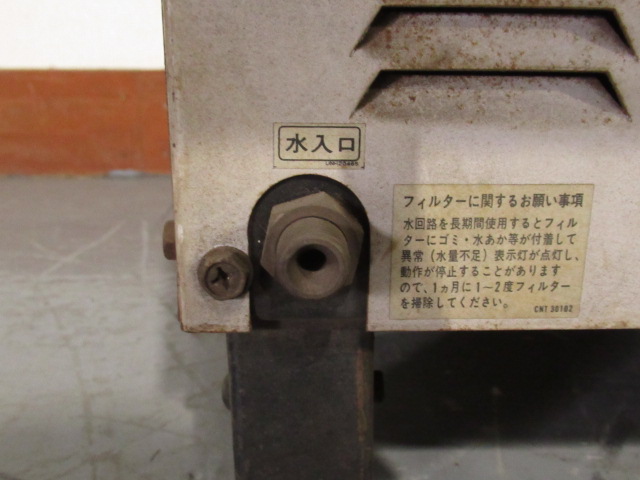 水入口
フィルターに関するお願い事項
水回路を長期間使用するとフィル
ターにゴミ・水あか等が付着して
異常（水量不足）表示灯が点灯し、
動作が停止することがあります
ので、1ヵ月に1〜2度フィルター
を掃除してください。
CNT 30102